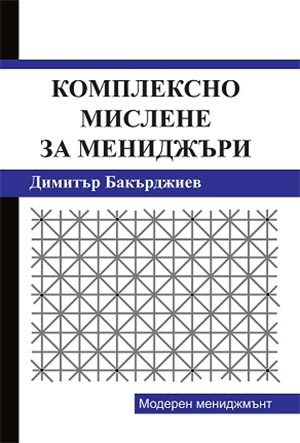 КОМПЛЕКСНО
МИСЛЕНЕ
ЗА МЕНИДЖЪРИ
Димитър Бакърджиев
Модерен мениджмънт